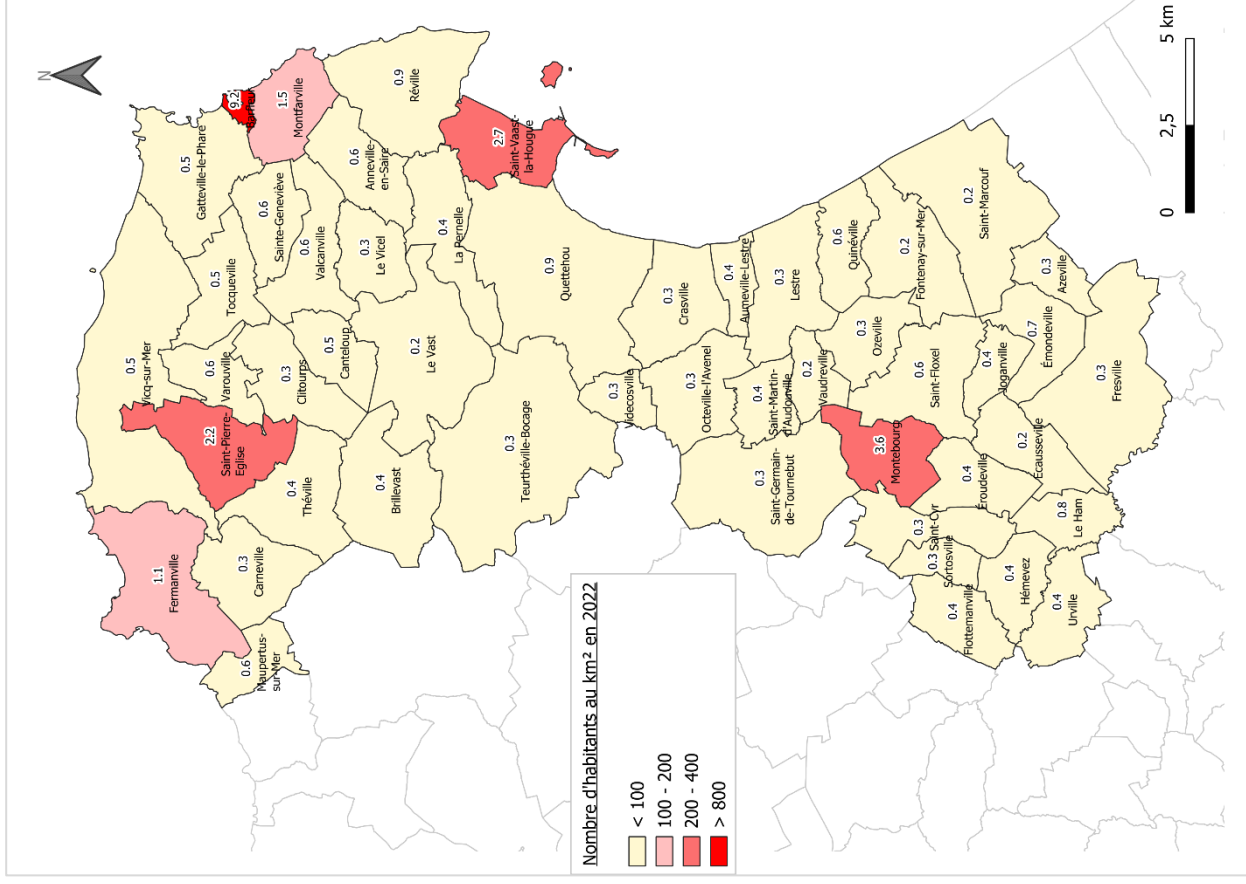 N
0.5
Gatteville-le-Phare
9.2
Barfleur
1.5
Montfarville
0.9
Réville
0.5
Vicq-sur-Mer
0.5
Tocqueville
0.6
Sainte-Geneviève
0.6
Valcanville
0.6
Anneville-
en-Saire
2.7
Saint-Vaast-
la-Hougue
0.3
Le Vicel
0.4
La Pernelle
0.6
Varouville
0.3
Clitourps
0.5
Canteloup
0.2
Le Vast
0.9
Quettehou
2.2
Saint-Pierre-
Eglise
1.1
Fermanville
0.3
Carneville
0.6
Maupertus-
sur-Mer
0.4
Théville
0.4
Brillevast
0.3
Teurthéville-Bocage
0.3
Videcosville
0.3
Crasville
0.4
Aumeville-Lestre
0.3
Lestre
0.3
Octeville-l'Avenel
0.4
Saint-Martin-
d'Audouville
0.2
Vaudreville
0.3
Saint-Germain-
de-Tournebut
0.6
Quinéville
0.2
Fontenay-sur-Mer
0.2
Saint-Marcouf
0.3
Ozeville
0.6
Saint-Floxel
3.6
Montebourg
0.4
Joganville
0.7
Émondeville
0.3
Azeville
0.3
Fresville
0.2
Ecausseville
0.4
Éroudeville
0.3
Saint-Cyr
0.3
Sortosville
0.4
Flottemanville
0.4
Hémevez
0.4
Urville
0.8
Le Ham
Nombre d'habitants au km² en 2022
< 100
100 - 200
200 - 400
> 800
0 2,5 5 km